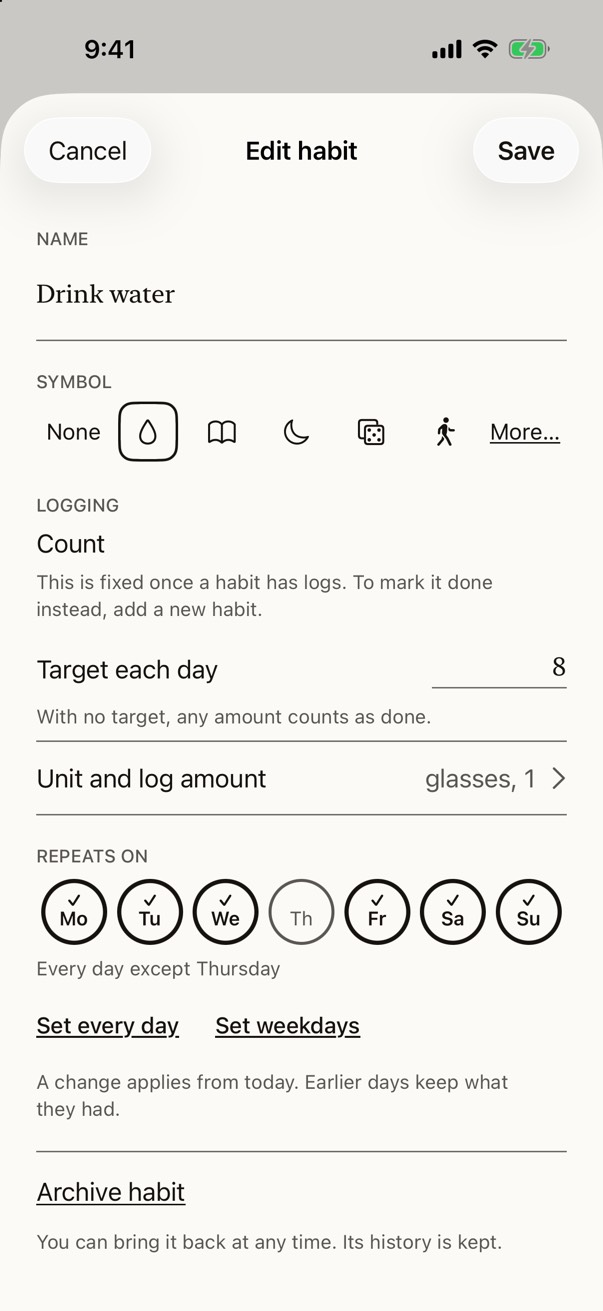 9:41
Cancel
Edit habit
Save
NAME
Drink water
SYMBOL
None
More...
LOGGING
Count
This is fixed once a habit has logs. To mark it done
instead, add a new habit.
Target each day
8
With no target, any amount counts as done.
Unit and log amount
glasses, 1
REPEATS ON
Mo Tu We Th Fr Sa Su
Every day except Thursday
Set every day
Set weekdays
A change applies from today. Earlier days keep what
they had.
Archive habit
You can bring it back at any time. Its history is kept.